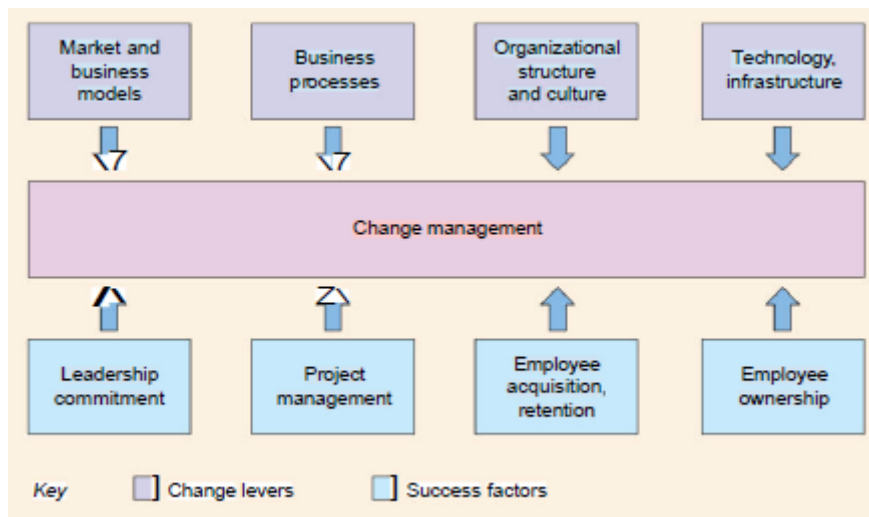 Market and
business
models
Business
processes
Organizational
structure
and culture
Technology,
infrastructure
Change management
Leadership
commitment
Project
management
Employee
acquisition,
retention
Employee
ownership
Key
Change levers
Success factors